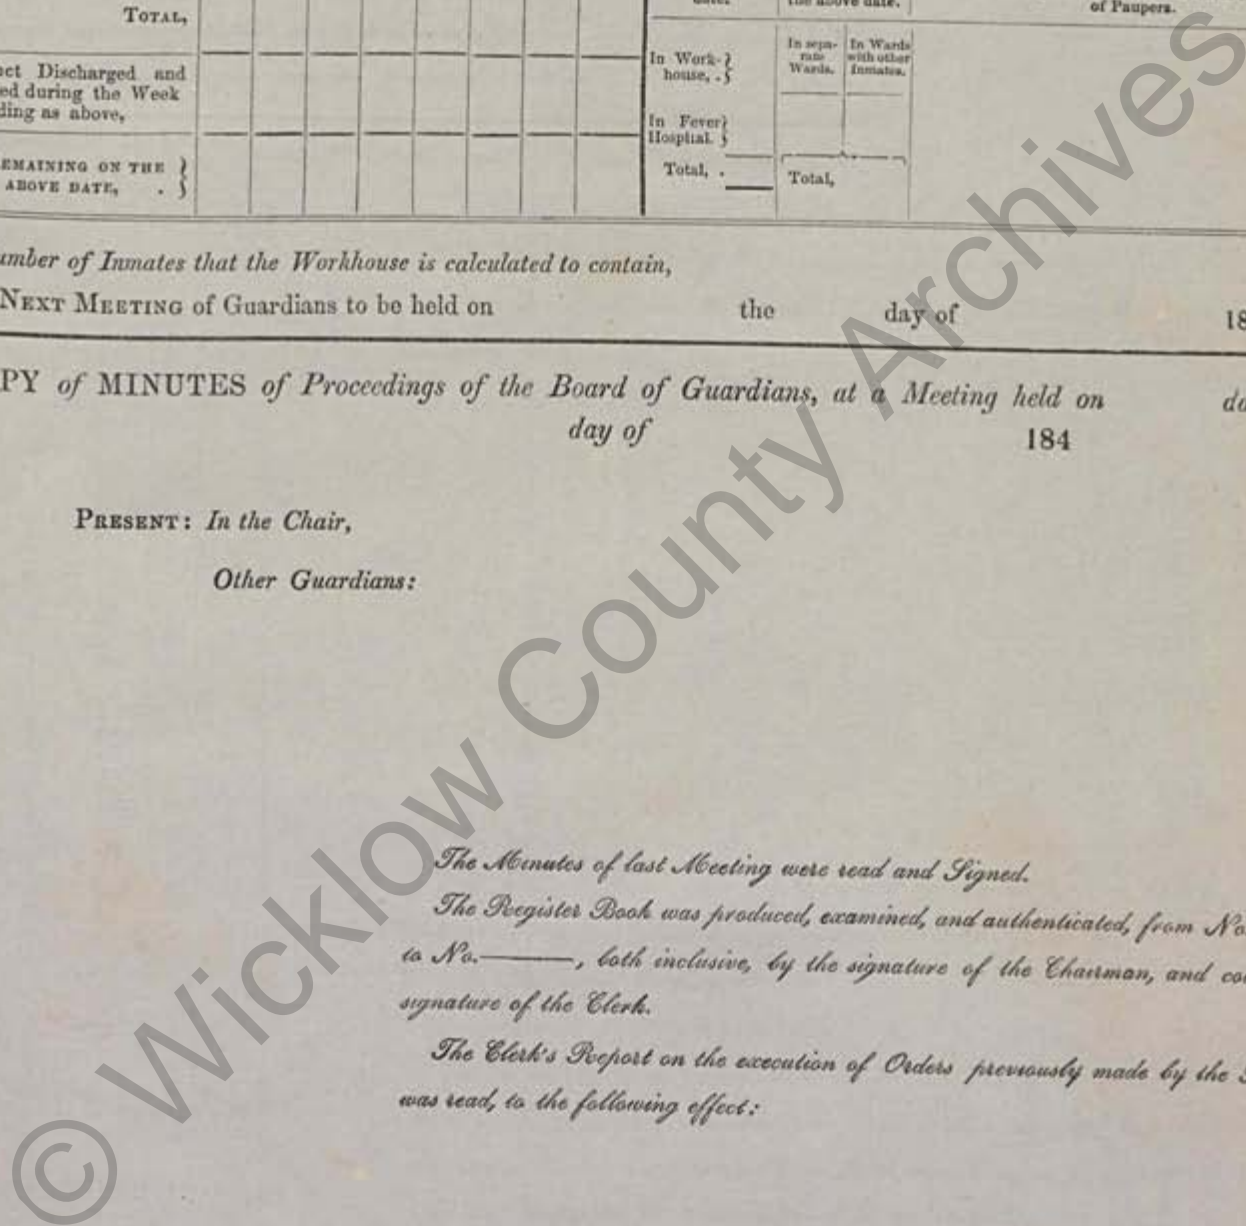 TOTAL,
ct Discharged and
ed during the Week
ding as above,
EMAINING ON THE }
ABOVE DATE, . }
the above date.
of Paupers.
In Work- }
house, . }
In sepa-
rate
Wards.
In Wards
with other
Inmates.
In Fever }
Hospital. }
Total, .
Total,
umber of Inmates that the Workhouse is calculated to contain,
NEXT MEETING of Guardians to be held on the day of 18
PY of MINUTES of Proceedings of the Board of Guardians, at a Meeting held on da
day of 184
PRESENT: In the Chair,
Other Guardians:
The Minutes of last Meeting were read and Signed.
The Register Book was produced, examined, and authenticated, from No
to No.———, both inclusive, by the signature of the Chairman, and cou
signature of the Clerk.
The Clerk's Report on the execution of Orders previously made by the
was read, to the following effect:
© Wicklow County Archives